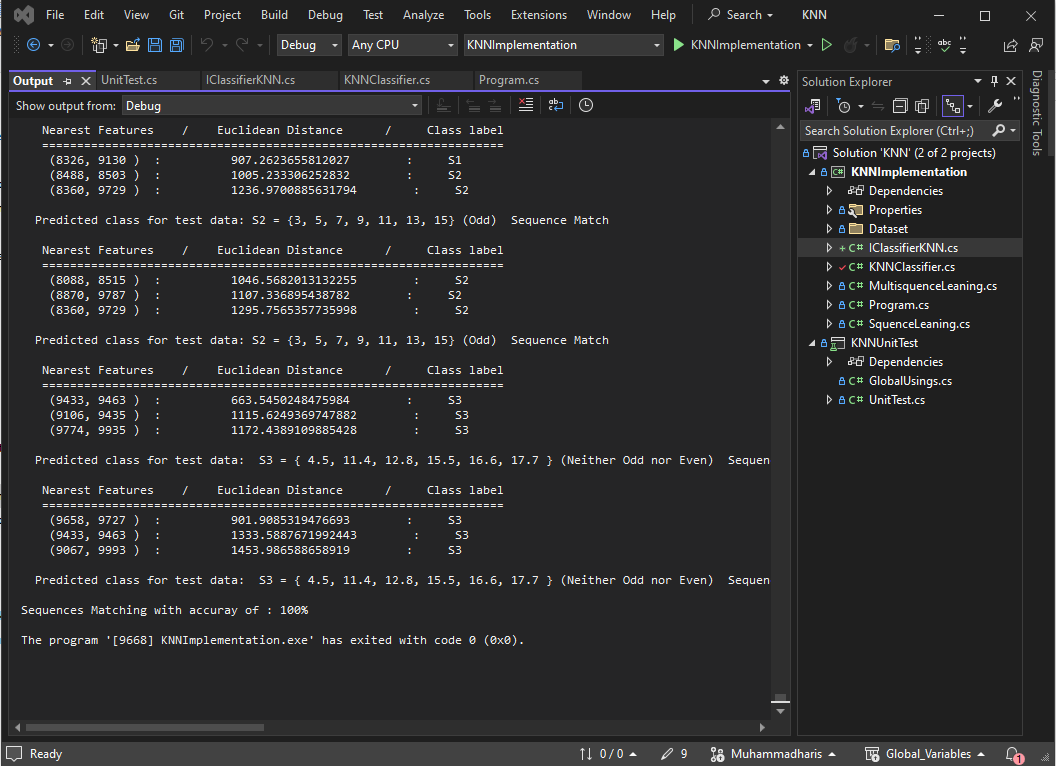 File Edit View Git Project Build Debug Test Analyze Tools Extensions Window Help Search KNN
Debug Any CPU KNNImplementation KNNImplementation
Output UnitTest.cs IClassifierKNN.cs KNNClassifier.cs Program.cs
Show output from: Debug
Nearest Features / Euclidean Distance / Class label
==================================================================
(8326, 9130 ) : 907.2623655812027 : S1
(8488, 8503 ) : 1005.233306252832 : S2
(8360, 9729 ) : 1236.9700885631794 : S2
Predicted class for test data: S2 = {3, 5, 7, 9, 11, 13, 15} (Odd) Sequence Match
Nearest Features / Euclidean Distance / Class label
==================================================================
(8088, 8515 ) : 1046.5682013132255 : S2
(8870, 9787 ) : 1107.336895438782 : S2
(8360, 9729 ) : 1295.7565357735998 : S2
Predicted class for test data: S2 = {3, 5, 7, 9, 11, 13, 15} (Odd) Sequence Match
Nearest Features / Euclidean Distance / Class label
==================================================================
(9433, 9463 ) : 663.5450248475984 : S3
(9106, 9435 ) : 1115.6249369747882 : S3
(9774, 9935 ) : 1172.4389109885428 : S3
Predicted class for test data: S3 = { 4.5, 11.4, 12.8, 15.5, 16.6, 17.7 } (Neither Odd nor Even) Sequen
Nearest Features / Euclidean Distance / Class label
==================================================================
(9658, 9727 ) : 901.9085319476693 : S3
(9433, 9463 ) : 1333.5887671992443 : S3
(9067, 9993 ) : 1453.986588658919 : S3
Predicted class for test data: S3 = { 4.5, 11.4, 12.8, 15.5, 16.6, 17.7 } (Neither Odd nor Even) Sequen
Sequences Matching with accuray of : 100%
The program '[9668] KNNImplementation.exe' has exited with code 0 (0x0).
Solution Explorer
Search Solution Explorer (Ctrl+;)
Solution 'KNN' (2 of 2 projects)
C# KNNImplementation
Dependencies
Properties
Dataset
C# IClassifierKNN.cs
C# KNNClassifier.cs
C# MultisquenceLeaning.cs
C# Program.cs
C# SquenceLeaning.cs
KNNUnitTest
Dependencies
C# GlobalUsings.cs
C# UnitTest.cs
Diagnostic Tools
Ready 0 / 0 9 Muhammadharis Global_Variables 1